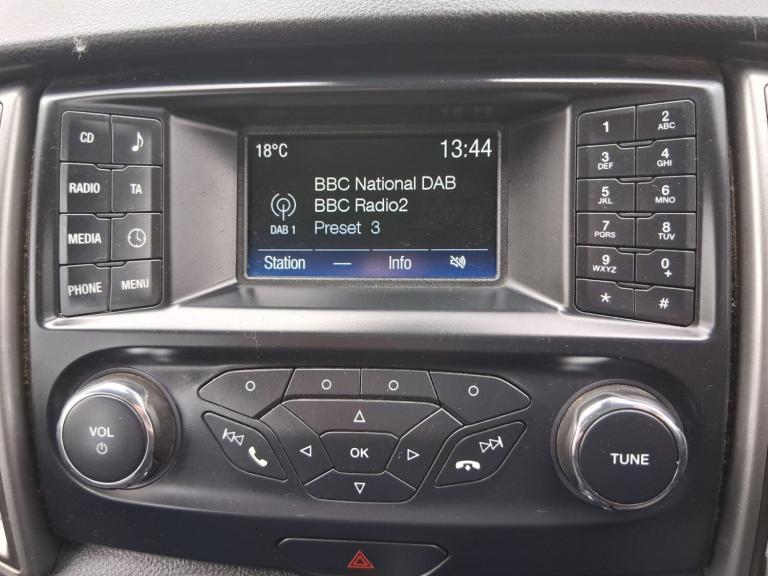 CD
RADIO TA
MEDIA
PHONE MENU
18°C 13:44
BBC National DAB
BBC Radio2
DAB 1 Preset 3
Station — Info
1 2 ABC
3 DEF 4 GHI
5 JKL 6 MNO
7 PQRS 8 TUV
9 WXYZ 0 +
* #
VOL
OK
TUNE